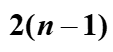 2(n – 1)